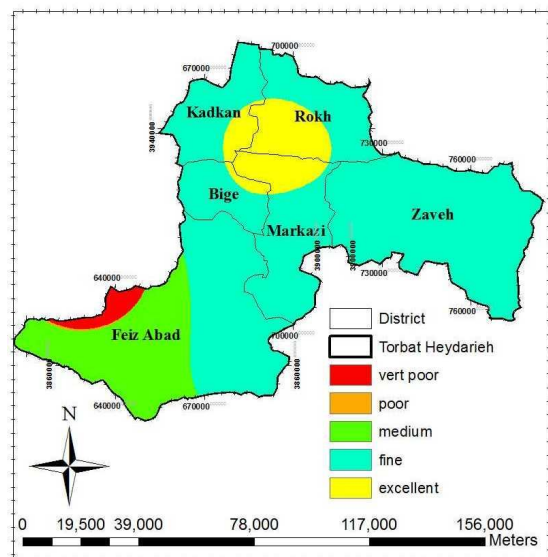 700000
670000
Kadkan
Rokh
3940000
730000
760000
Bige
Zaveh
Markazi
3900000
730000
640000
760000
Feiz Abad
700000
3860000
3860000
640000
670000
District
Torbat Heydarieh
vert poor
poor
medium
fine
excellent
N
0 19,500 39,000 78,000 117,000 156,000
Meters